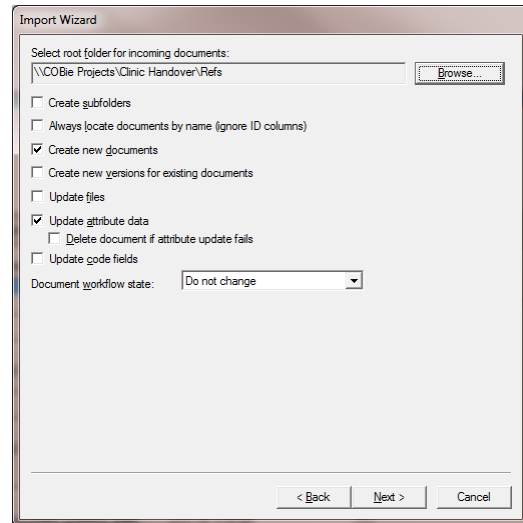 Import Wizard
Select root folder for incoming documents:
\\COBie Projects\Clinic Handover\Refs
Browse...
Create subfolders
Always locate documents by name (ignore ID columns)
Create new documents
Create new versions for existing documents
Update files
Update attribute data
Delete document if attribute update fails
Update code fields
Document workflow state: Do not change
< Back Next > Cancel